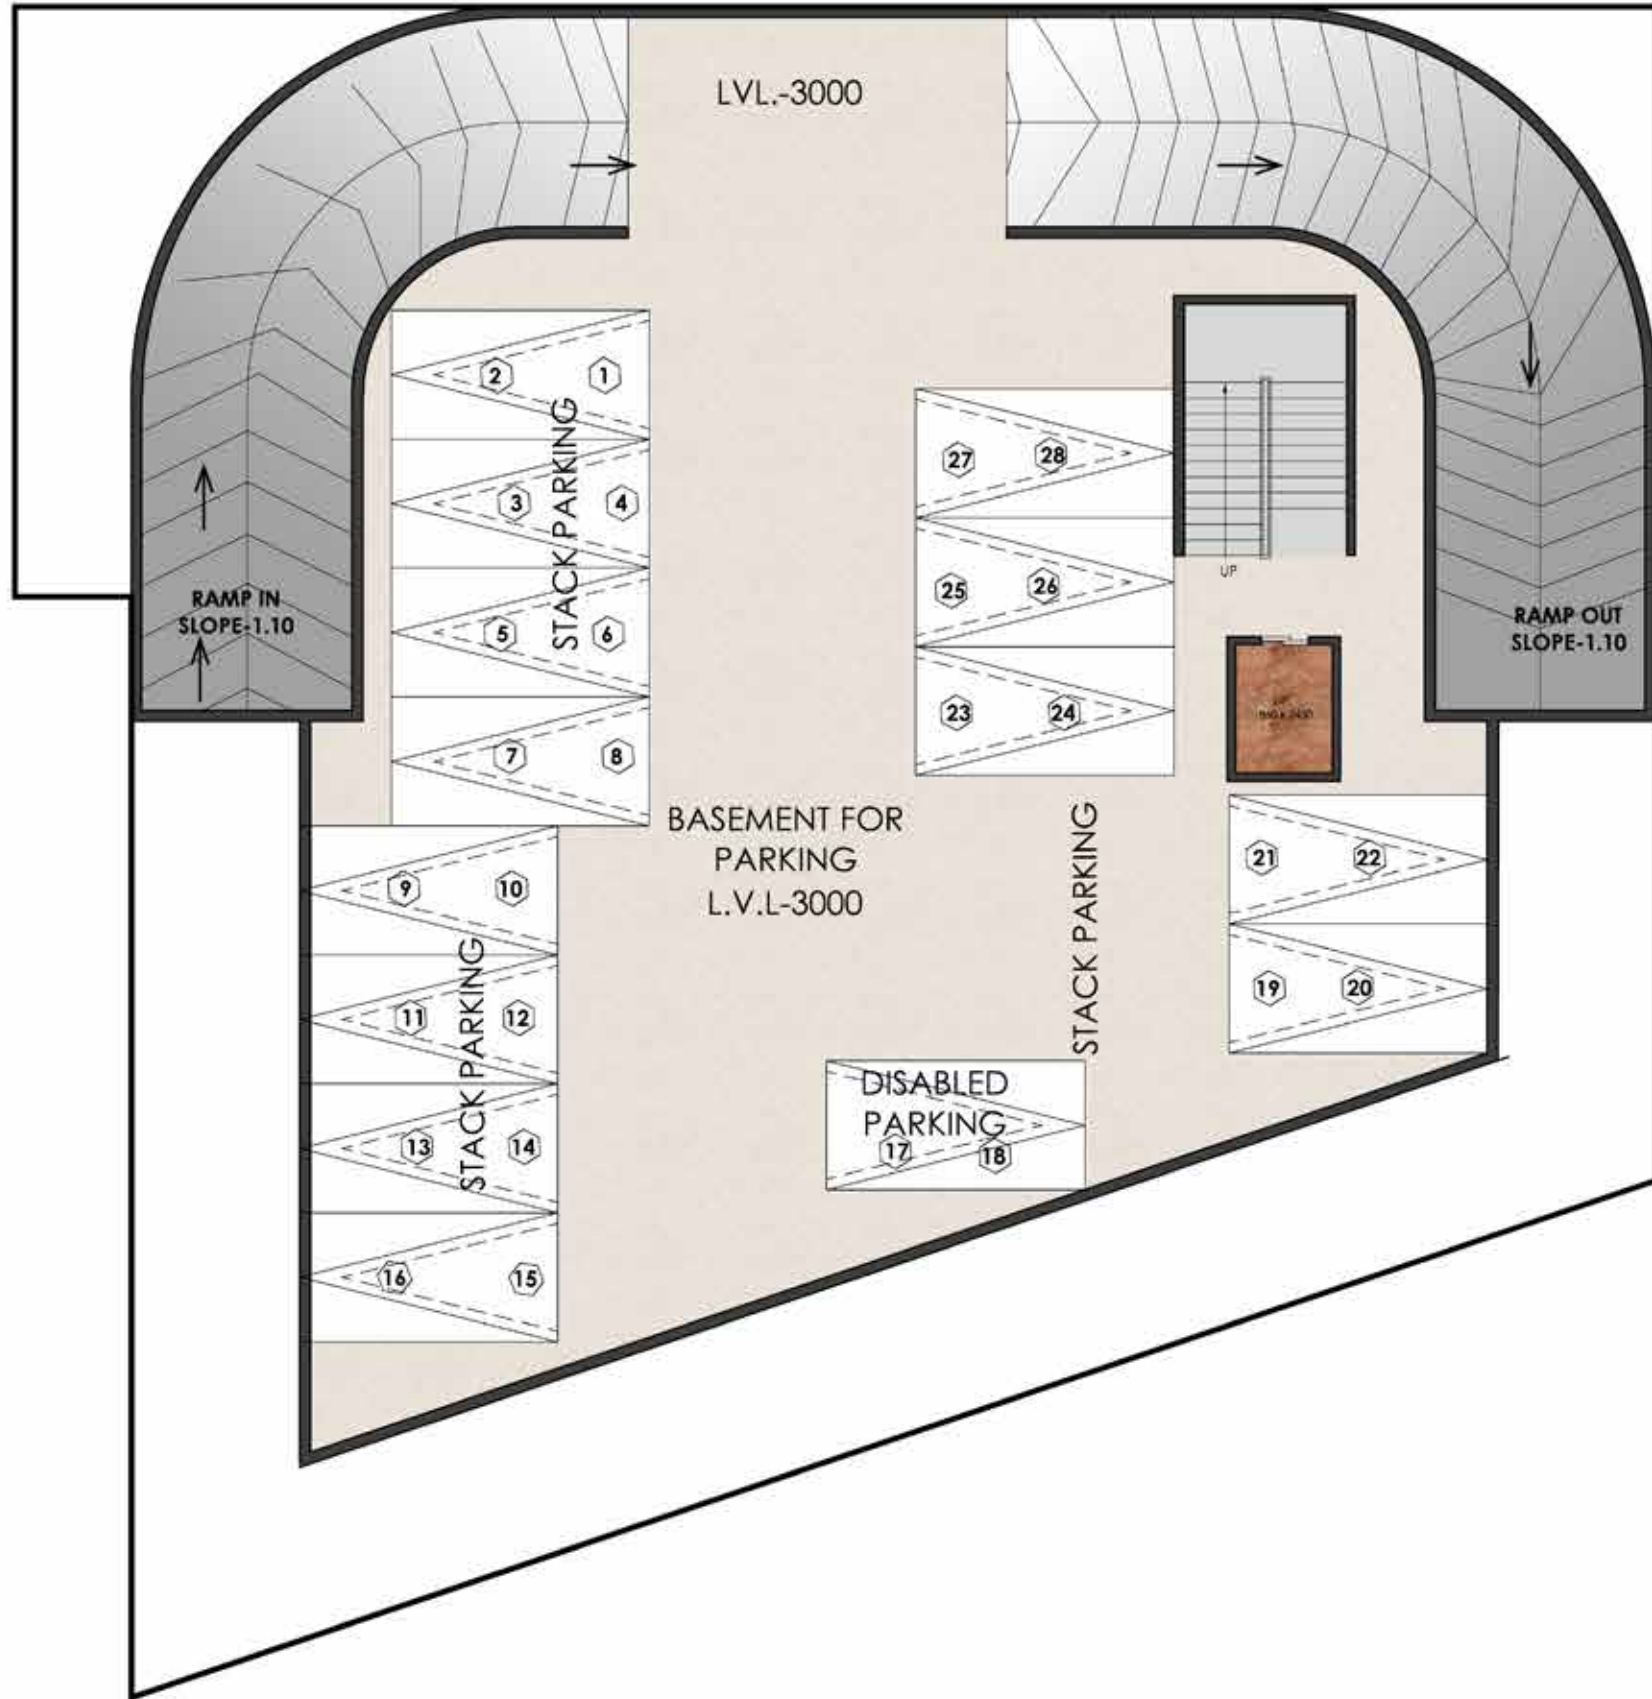 LVL.-3000
2
1
STACK PARKING
3
4
5
6
7
8
27
28
25
26
23
24
UP
RAMP IN
SLOPE-1.10
RAMP OUT
SLOPE-1.10
BASEMENT FOR
PARKING
L.V.L-3000
STACK PARKING
21
22
19
20
9
10
STACK PARKING
11
12
13
14
16
15
DISABLED
PARKING
17
18